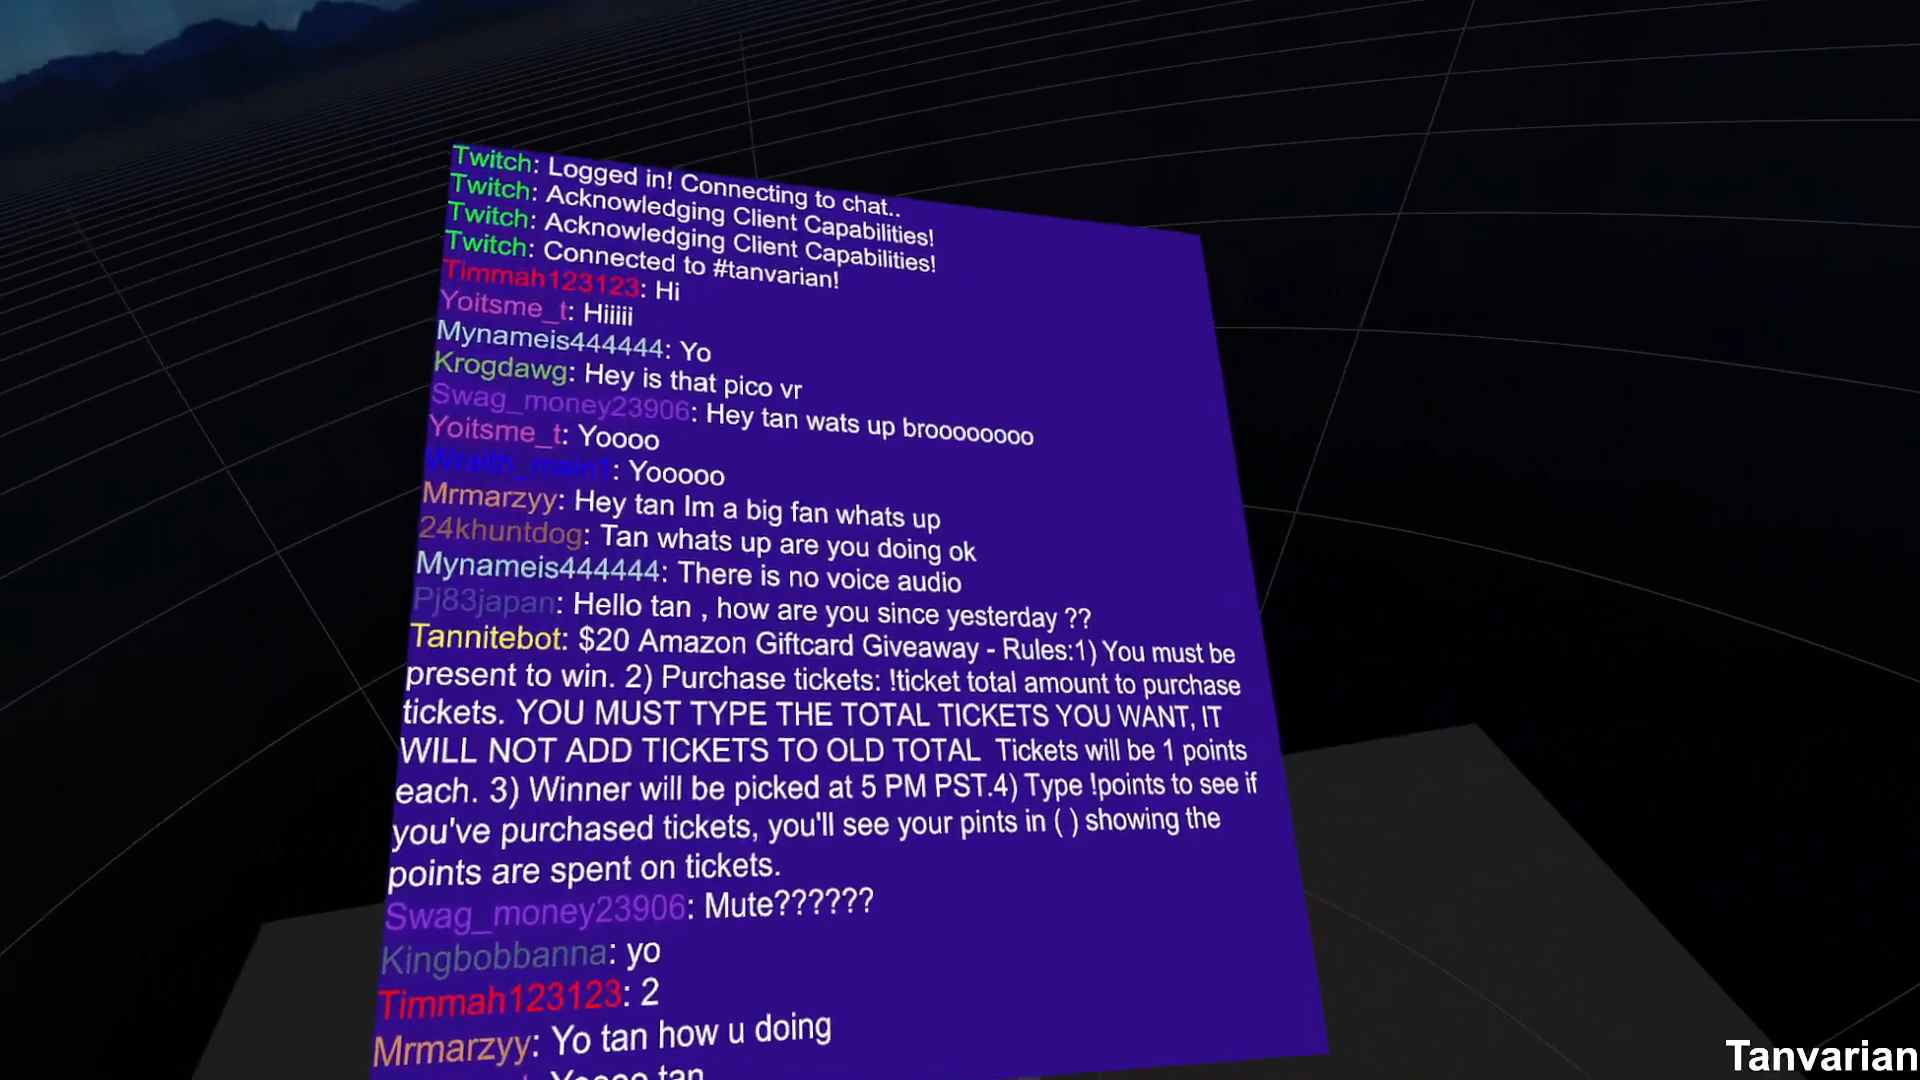 Twitch: Logged in! Connecting to chat..
Twitch: Acknowledging Client Capabilities!
Twitch: Acknowledging Client Capabilities!
Twitch: Connected to #tanvarian!
Timmah123123: Hi
Yoitsme_t: Hiiiii
Mynameis444444: Yo
Krogdawg: Hey is that pico vr
Swag_money23906: Hey tan wats up broooooooo
Yoitsme_t: Yoooo
Wraith_main1: Yooooo
Mrmarzyy: Hey tan Im a big fan whats up
24khuntdog: Tan whats up are you doing ok
Mynameis444444: There is no voice audio
Pj83japan: Hello tan , how are you since yesterday ??
Tannitebot: $20 Amazon Giftcard Giveaway - Rules:1) You must be
present to win. 2) Purchase tickets: !ticket total amount to purchase
tickets. YOU MUST TYPE THE TOTAL TICKETS YOU WANT, IT
WILL NOT ADD TICKETS TO OLD TOTAL  Tickets will be 1 points
each. 3) Winner will be picked at 5 PM PST.4) Type !points to see if
you've purchased tickets, you'll see your pints in ( ) showing the
points are spent on tickets.
Swag_money23906: Mute??????
Kingbobbanna: yo
Timmah123123: 2
Mrmarzyy: Yo tan how u doing
tan
Tanvarian